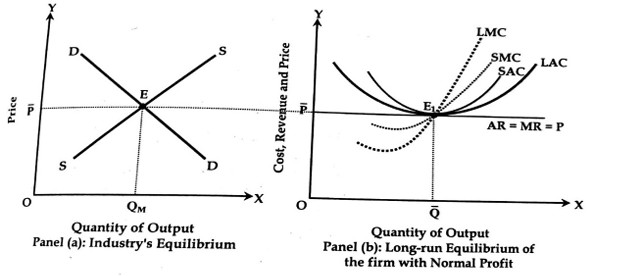 Y
D
S
E
P̄
S
D
O
Q_M
X
Price
Quantity of Output
Panel (a): Industry's Equilibrium
Y
LMC
SMC
SAC
LAC
E₁
P̄
AR = MR = P
O
Q̄
X
Cost, Revenue and Price
Quantity of Output
Panel (b): Long-run Equilibrium of
the firm with Normal Profit